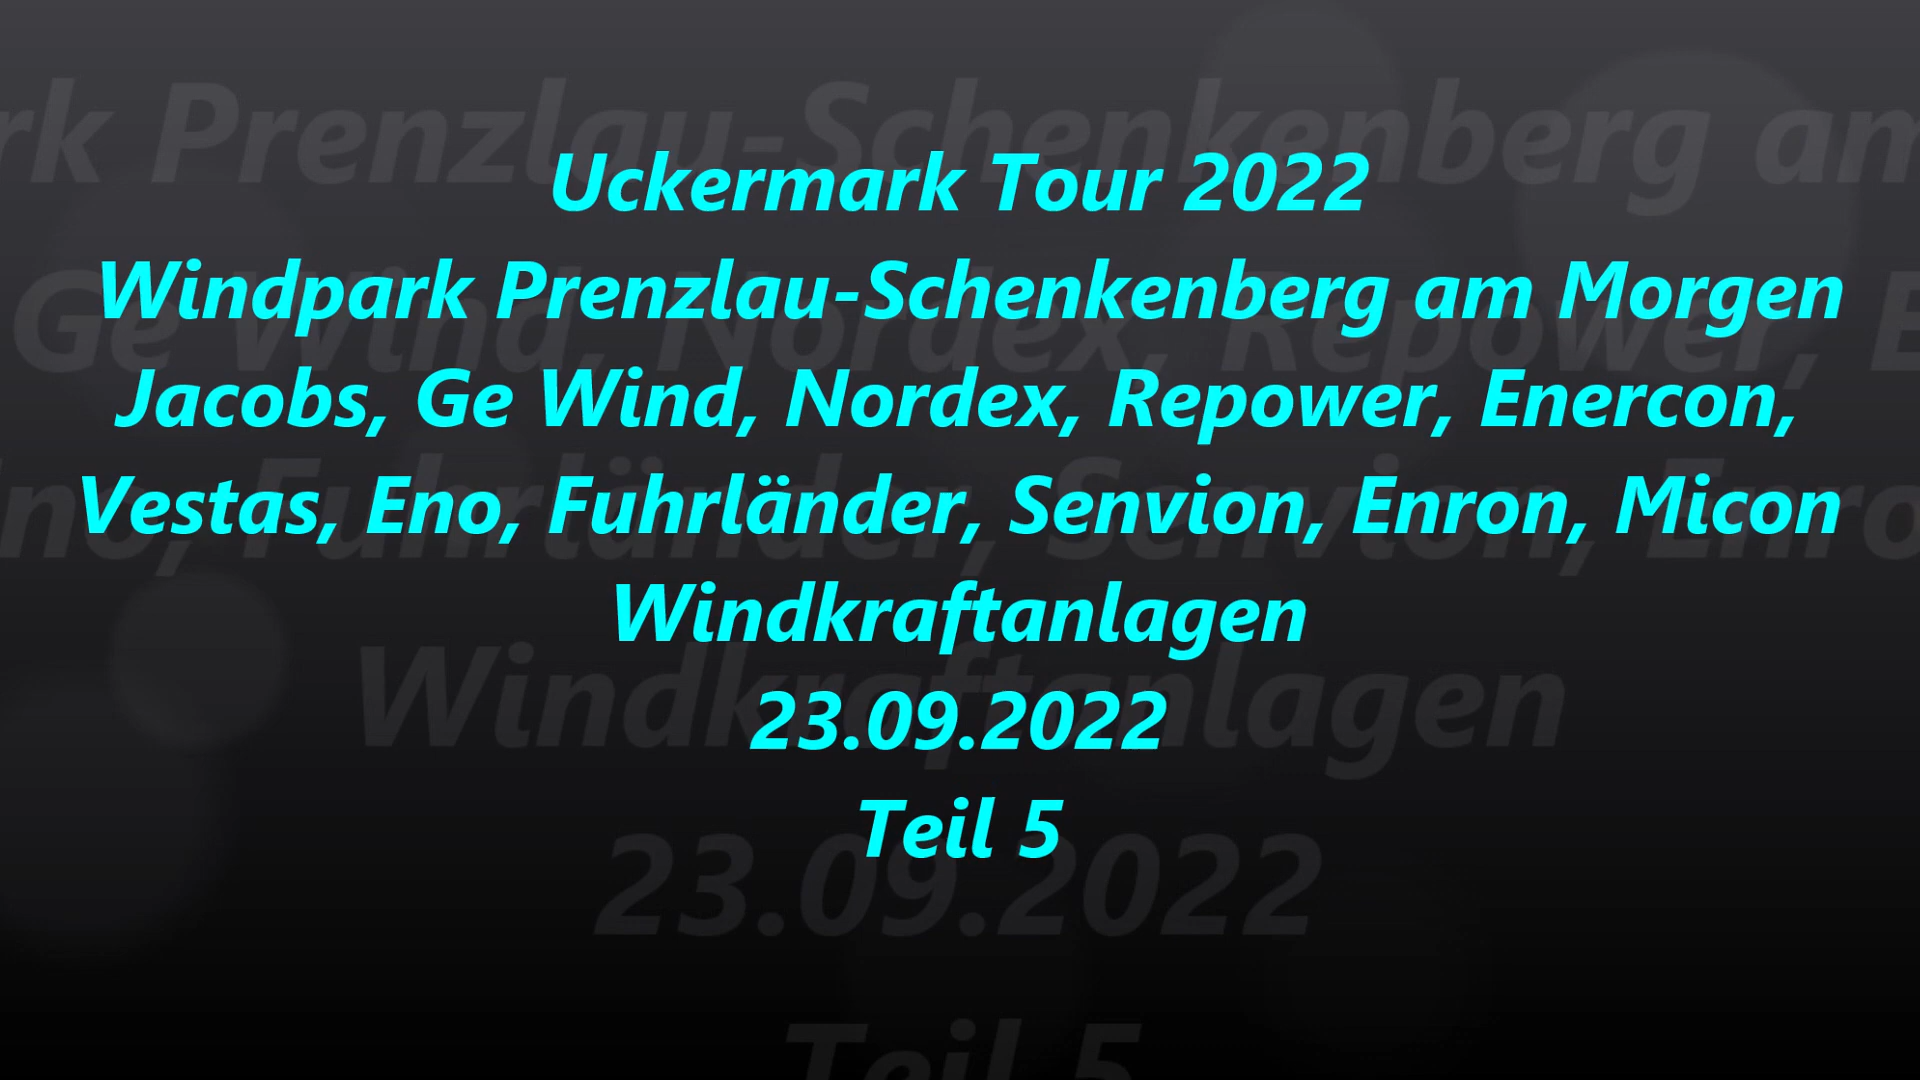 Uckermark Tour 2022
Windpark Prenzlau-Schenkenberg am Morgen
Jacobs, Ge Wind, Nordex, Repower, Enercon,
Vestas, Eno, Fuhrländer, Senvion, Enron, Micon
Windkraftanlagen
23.09.2022
Teil 5